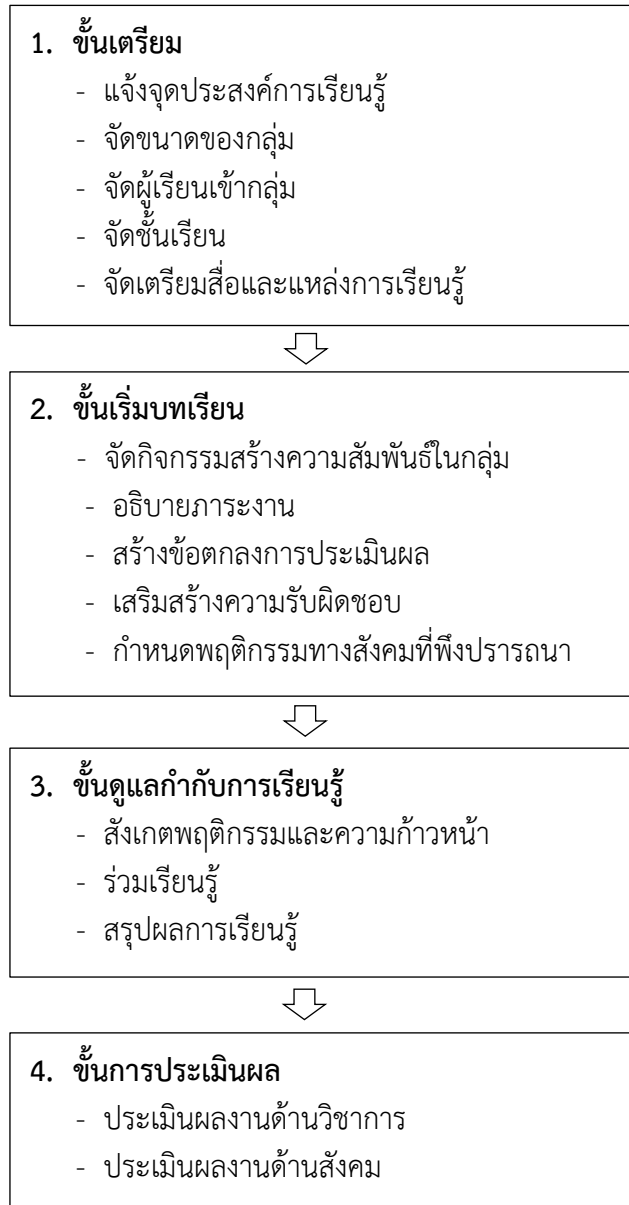 1. ขั้นเตรียม
- แจ้งจุดประสงค์การเรียนรู้
- จัดขนาดของกลุ่ม
- จัดผู้เรียนเข้ากลุ่ม
- จัดชั้นเรียน
- จัดเตรียมสื่อและแหล่งการเรียนรู้
2. ขั้นเริ่มบทเรียน
- จัดกิจกรรมสร้างความสัมพันธ์ในกลุ่ม
- อธิบายภาระงาน
- สร้างข้อตกลงการประเมินผล
- เสริมสร้างความรับผิดชอบ
- กำหนดพฤติกรรมทางสังคมที่พึงปรารถนา
3. ขั้นดูแลกำกับการเรียนรู้
- สังเกตพฤติกรรมและความก้าวหน้า
- ร่วมเรียนรู้
- สรุปผลการเรียนรู้
4. ขั้นการประเมินผล
- ประเมินผลงานด้านวิชาการ
- ประเมินผลงานด้านสังคม